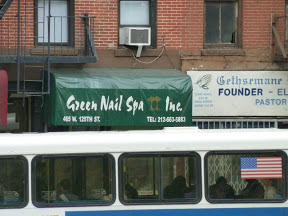 Green Nail Spa Inc.
465 W. 125TH ST. TEL: 212-663-5883
Gethsemane
FOUNDER - EL
PASTOR